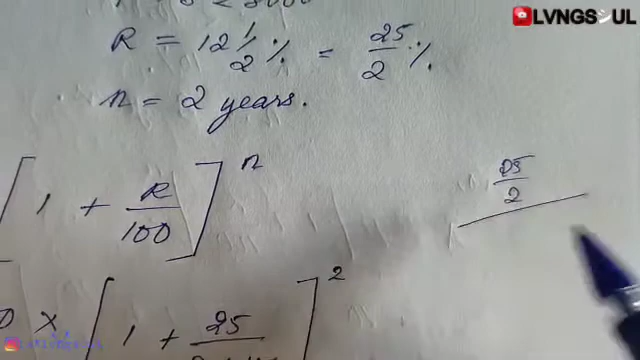 LVNGSOUL
R = 12 1/2 % = 25/2 %
n = 2 years.
[ 1 + R/100 ]^n
25/2
× [ 1 + 25/ ]^2